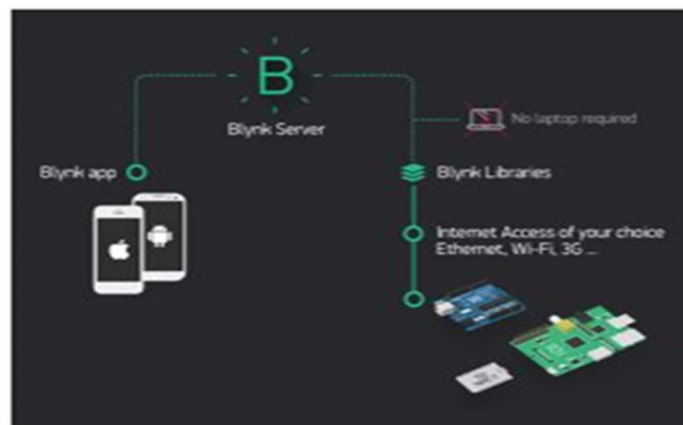 B
Blynk Server
No laptop required
Blynk app
Blynk Libraries
Internet Access of your choice
Ethernet, Wi-Fi, 3G ...